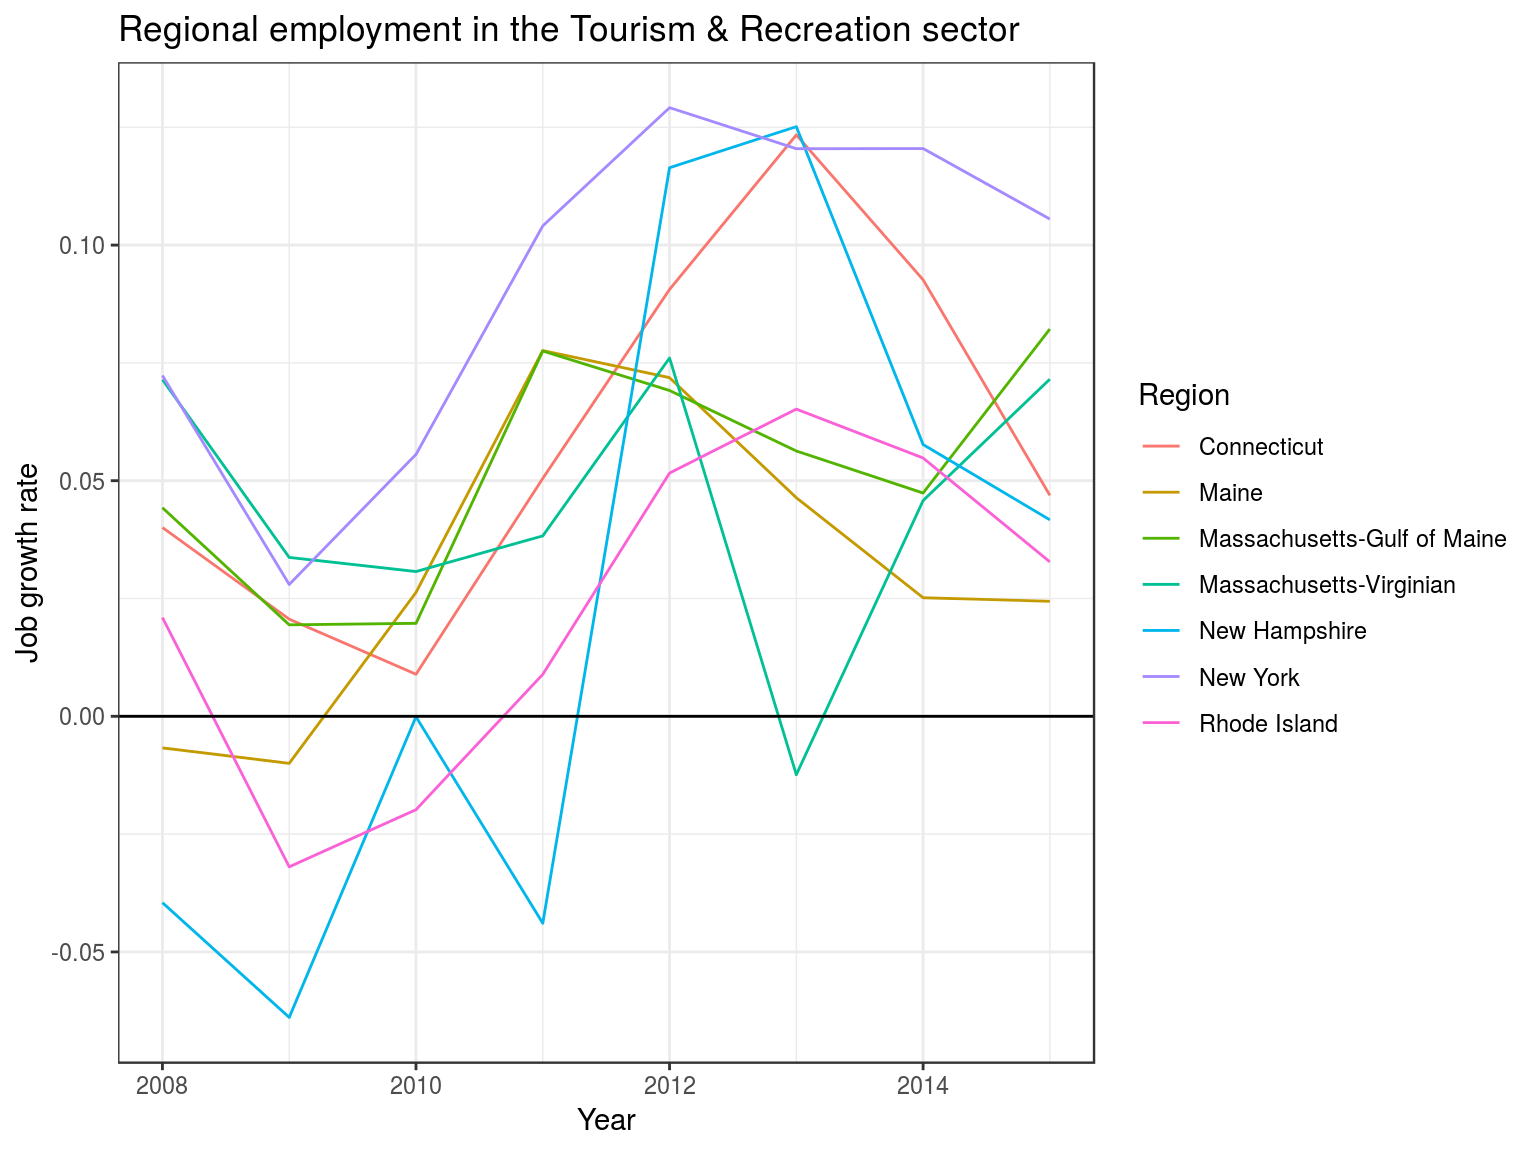 Regional employment in the Tourism & Recreation sector
Job growth rate
0.10
0.05
0.00
-0.05
2008 2010 2012 2014
Year
Region
Connecticut
Maine
Massachusetts-Gulf of Maine
Massachusetts-Virginian
New Hampshire
New York
Rhode Island